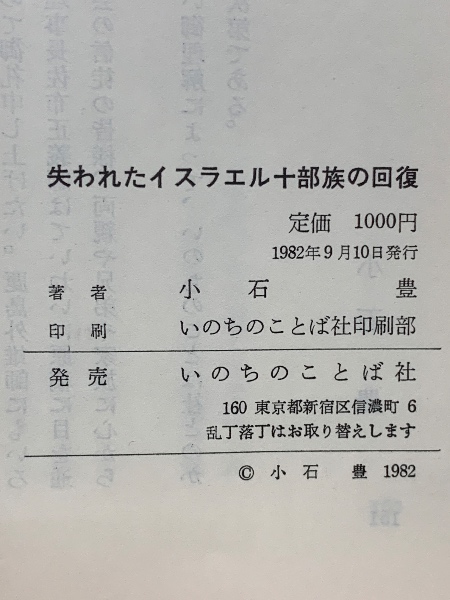 失われたイスラエル十部族の回復
定価 1000円
1982年9月10日発行
著者 小石 豊
印刷 いのちのことば社印刷部
発売 いのちのことば社
160 東京都新宿区信濃町 6
乱丁落丁はお取り替えします
© 小石 豊 1982